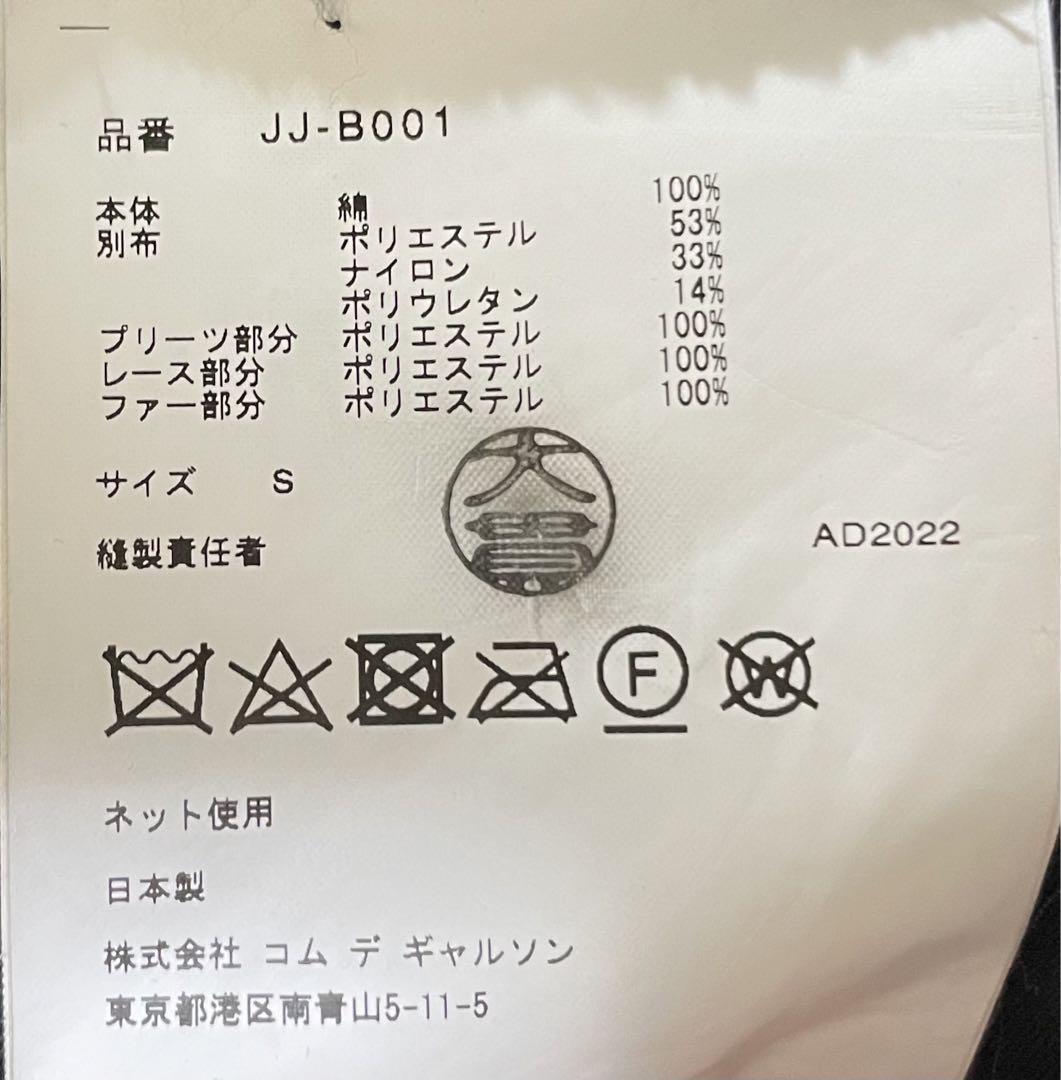 品番 JJ-B001
本体 綿 100%
別布 ポリエステル 53%
ナイロン 33%
ポリウレタン 14%
プリーツ部分 ポリエステル 100%
レース部分 ポリエステル 100%
ファー部分 ポリエステル 100%
サイズ S
縫製責任者
AD2022
F W
ネット使用
日本製
株式会社 コム デ ギャルソン
東京都港区南青山5-11-5